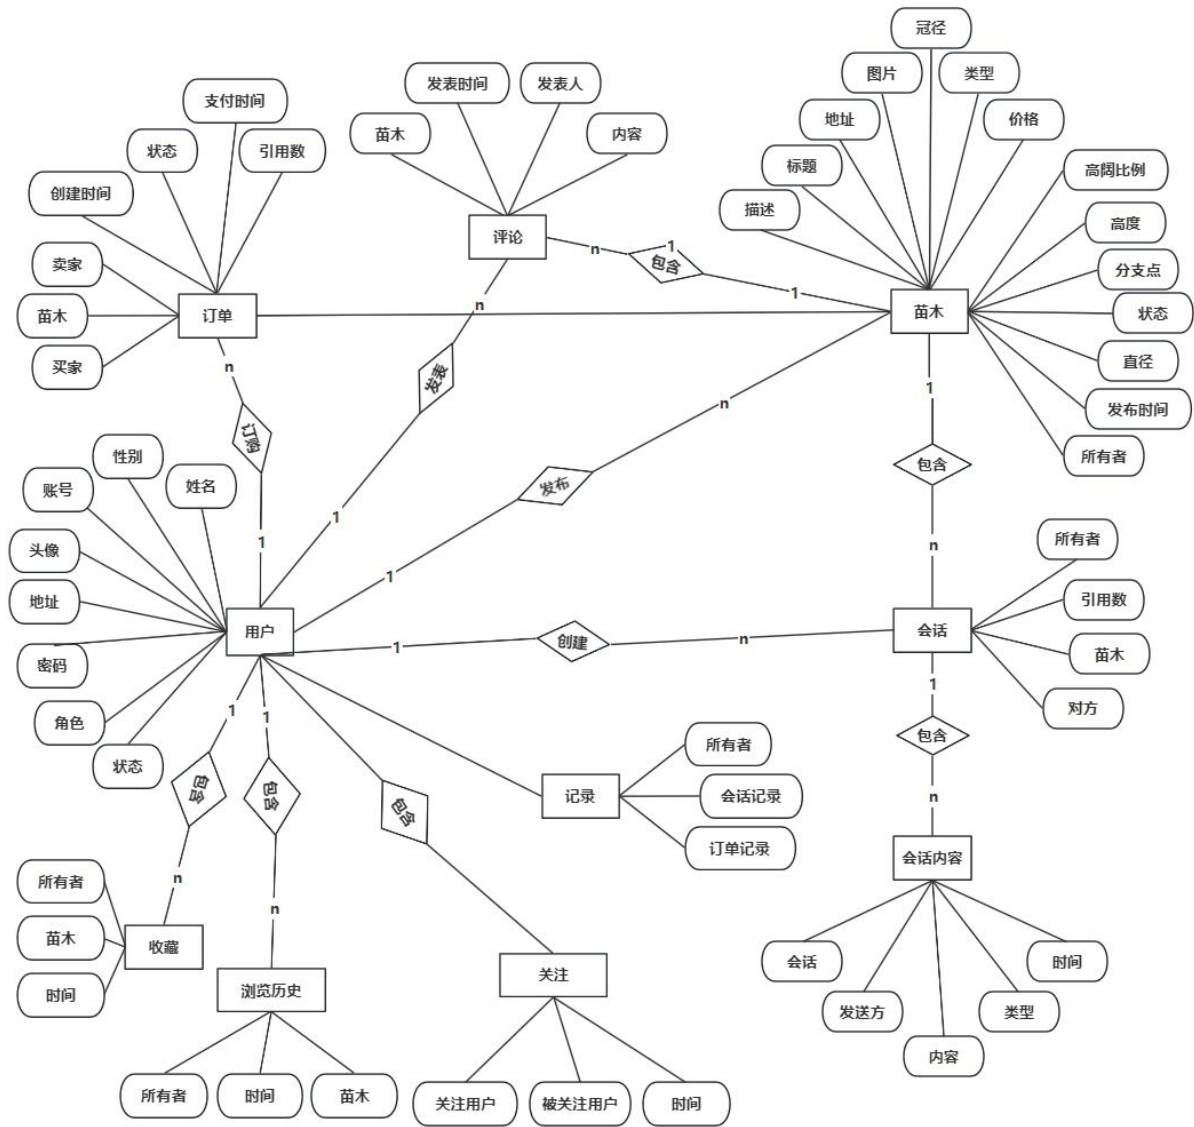 冠径
图片
类型
地址
价格
标题
高阔比例
描述
高度
分支点
状态
直径
发布时间
所有者
苗木
发表时间
发表人
苗木
内容
评论
n
包含
1
1
支付时间
状态
引用数
创建时间
卖家
苗木
买家
订单
n
订购
1
n
发表
1
n
发布
1
1
包含
n
性别
姓名
账号
头像
地址
密码
角色
状态
用户
1
创建
n
会话
所有者
引用数
苗木
对方
1
包含
n
会话内容
会话
发送方
内容
类型
时间
1
包含
n
收藏
所有者
苗木
时间
1
包含
n
浏览历史
所有者
时间
苗木
包含
关注
关注用户
被关注用户
时间
记录
所有者
会话记录
订单记录